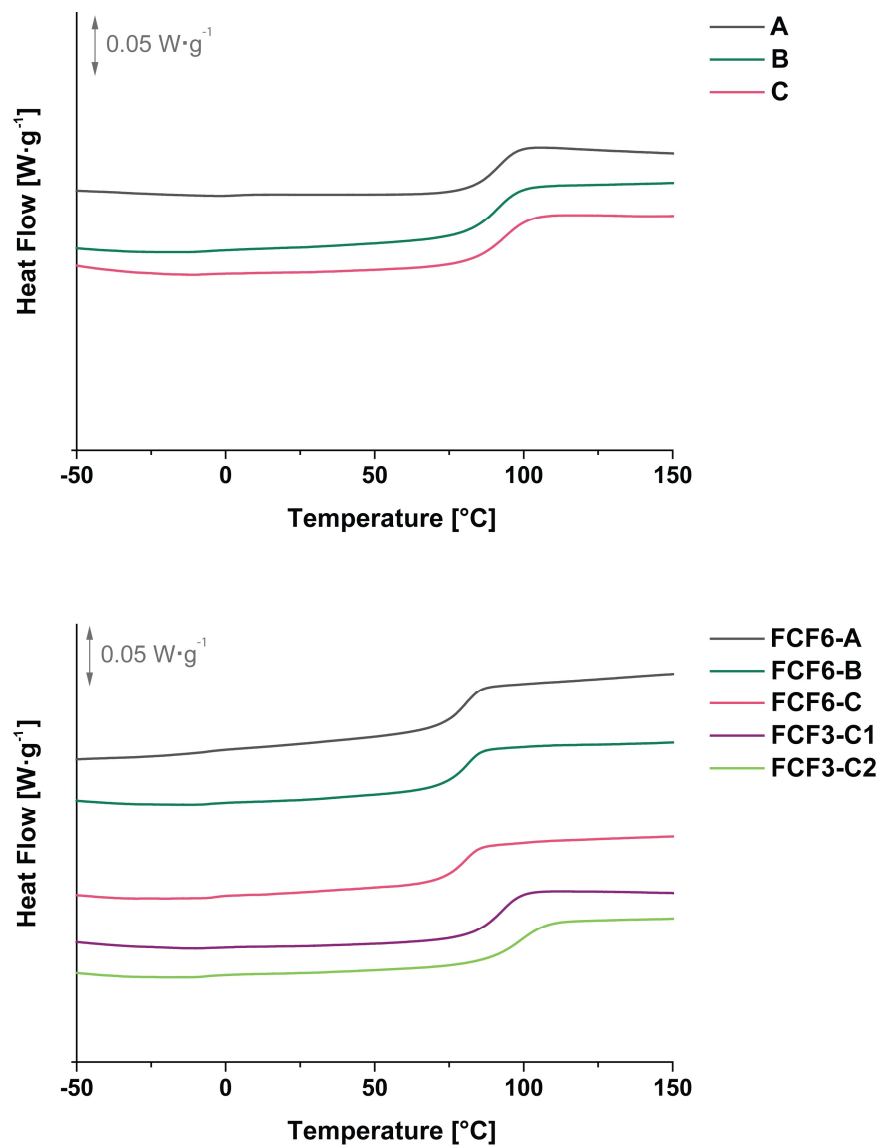 0.05 W·g⁻¹
A
B
C
Heat Flow [W·g⁻¹]
-50 0 50 100 150
Temperature [°C]
0.05 W·g⁻¹
FCF6-A
FCF6-B
FCF6-C
FCF3-C1
FCF3-C2
Heat Flow [W·g⁻¹]
-50 0 50 100 150
Temperature [°C]